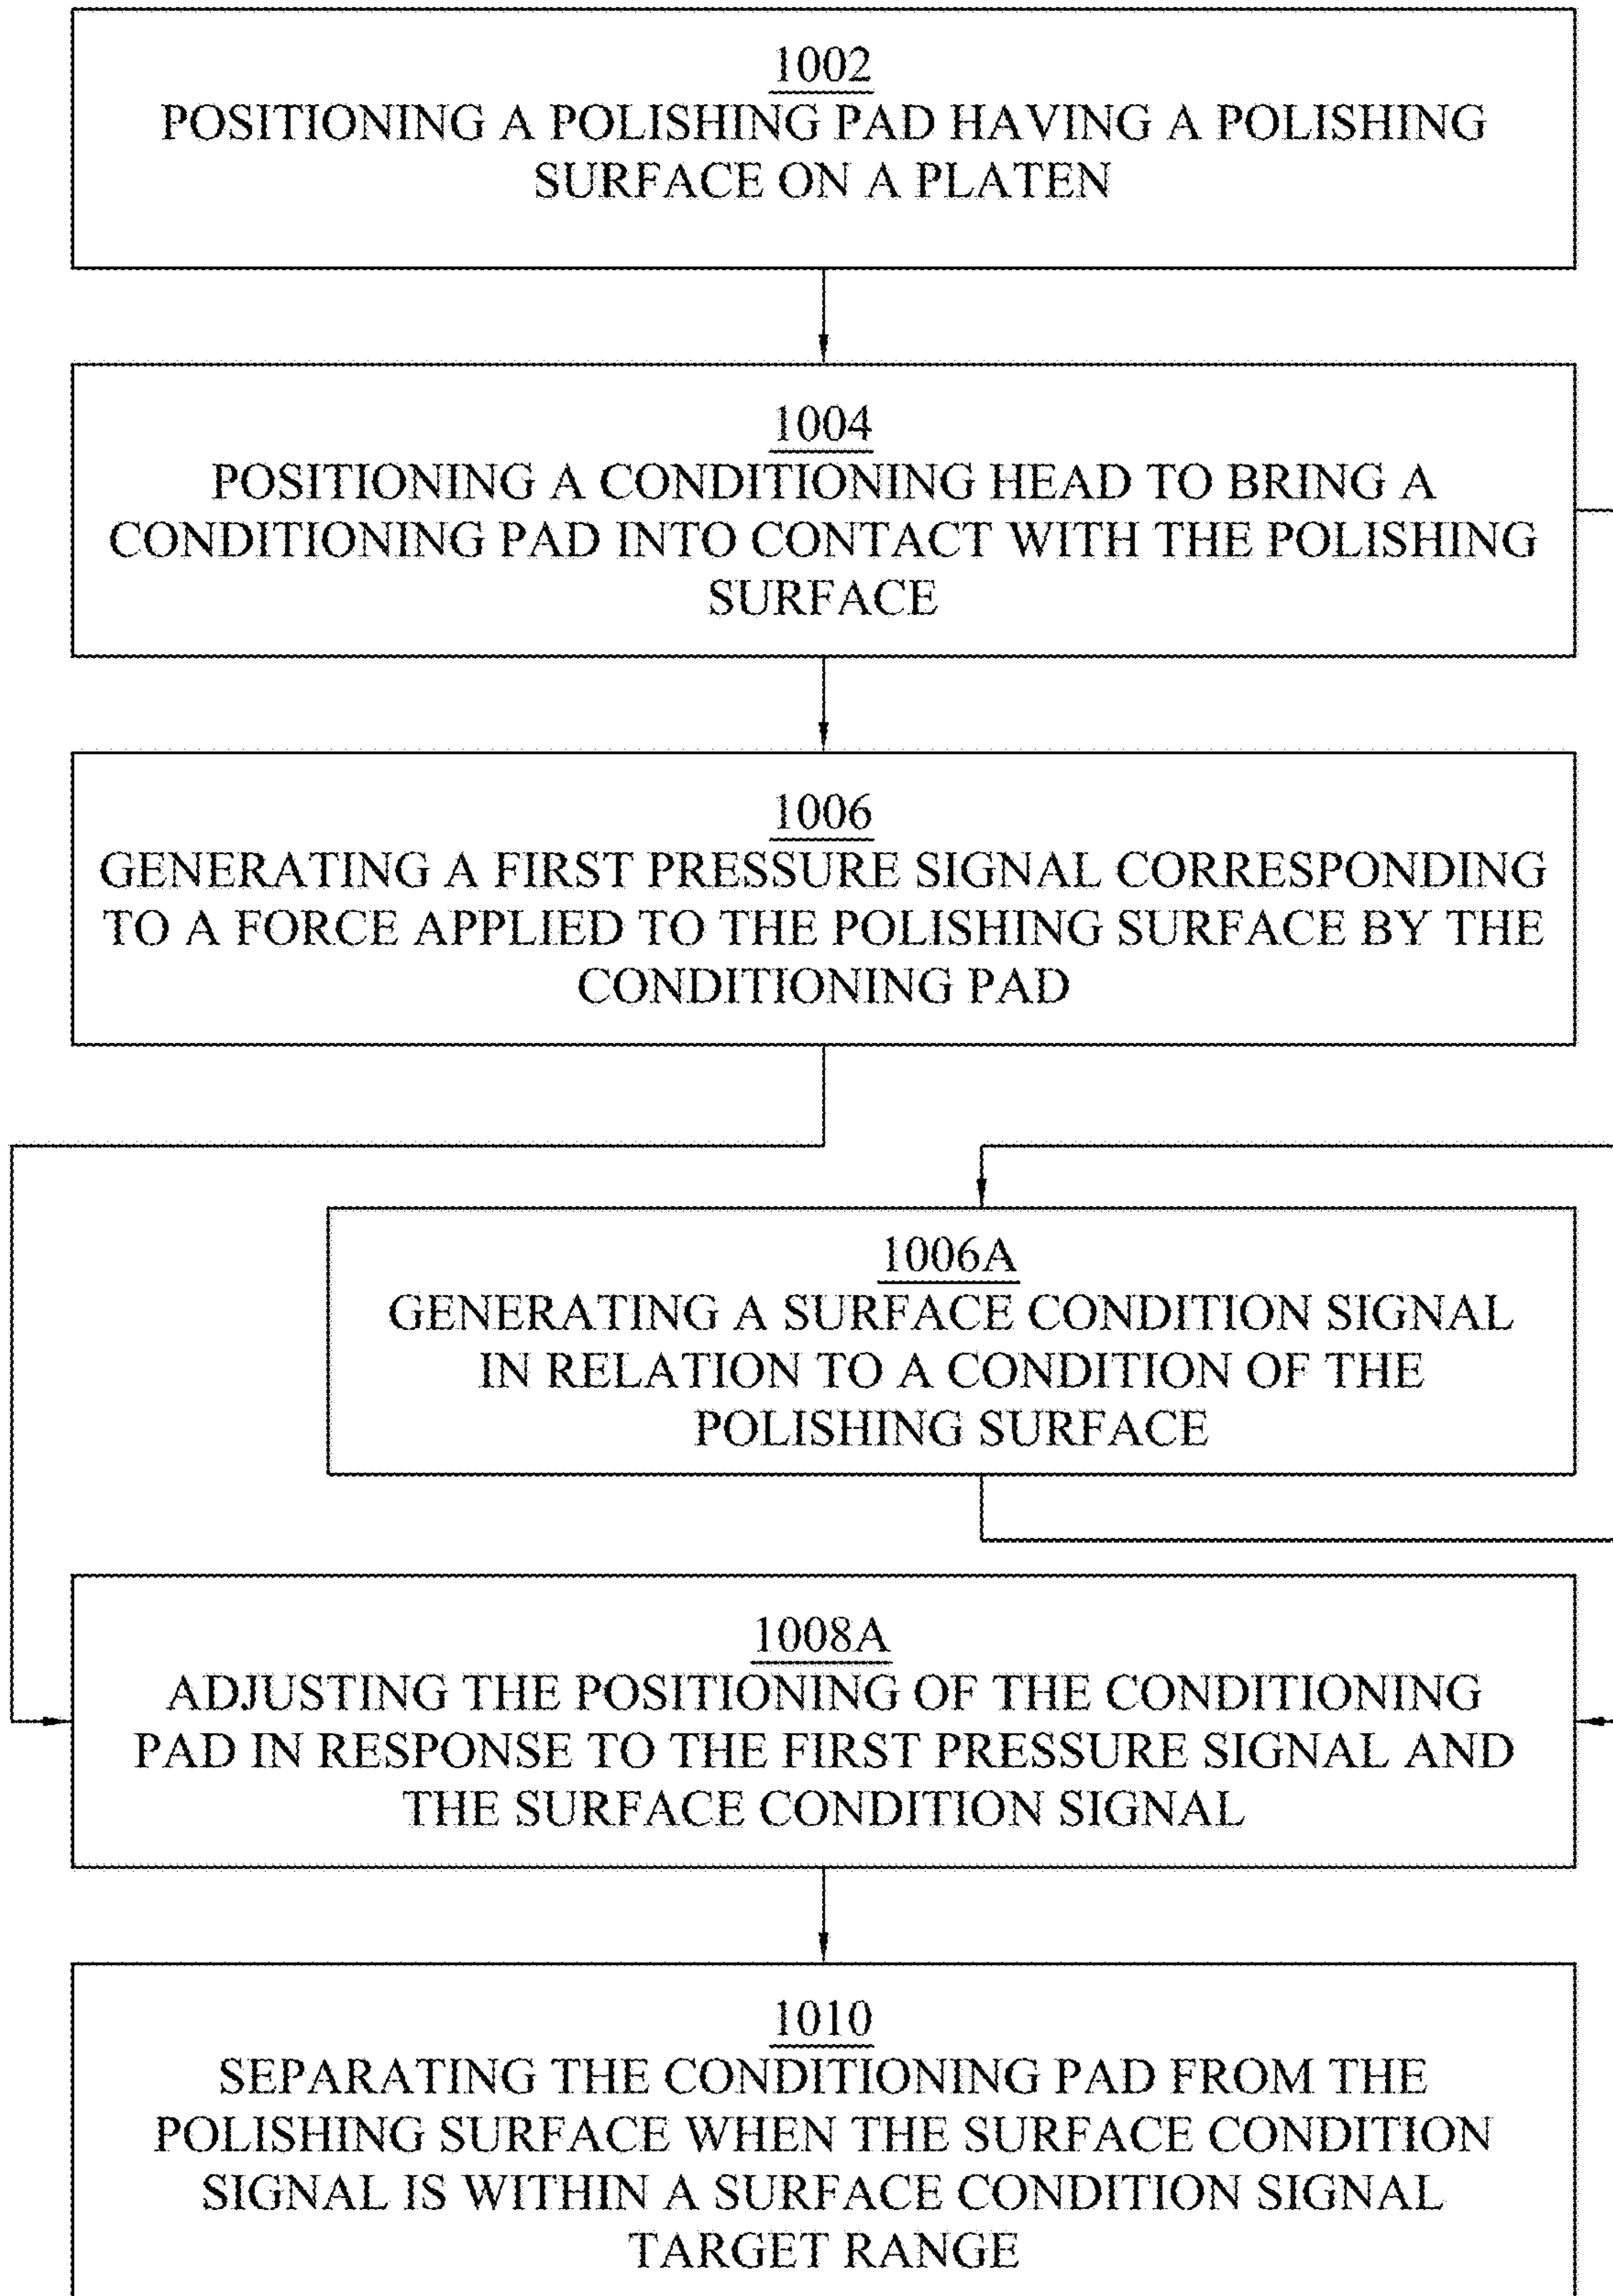 1002
POSITIONING A POLISHING PAD HAVING A POLISHING
SURFACE ON A PLATEN
1004
POSITIONING A CONDITIONING HEAD TO BRING A
CONDITIONING PAD INTO CONTACT WITH THE POLISHING
SURFACE
1006
GENERATING A FIRST PRESSURE SIGNAL CORRESPONDING
TO A FORCE APPLIED TO THE POLISHING SURFACE BY THE
CONDITIONING PAD
1006A
GENERATING A SURFACE CONDITION SIGNAL
IN RELATION TO A CONDITION OF THE
POLISHING SURFACE
1008A
ADJUSTING THE POSITIONING OF THE CONDITIONING
PAD IN RESPONSE TO THE FIRST PRESSURE SIGNAL AND
THE SURFACE CONDITION SIGNAL
1010
SEPARATING THE CONDITIONING PAD FROM THE
POLISHING SURFACE WHEN THE SURFACE CONDITION
SIGNAL IS WITHIN A SURFACE CONDITION SIGNAL
TARGET RANGE